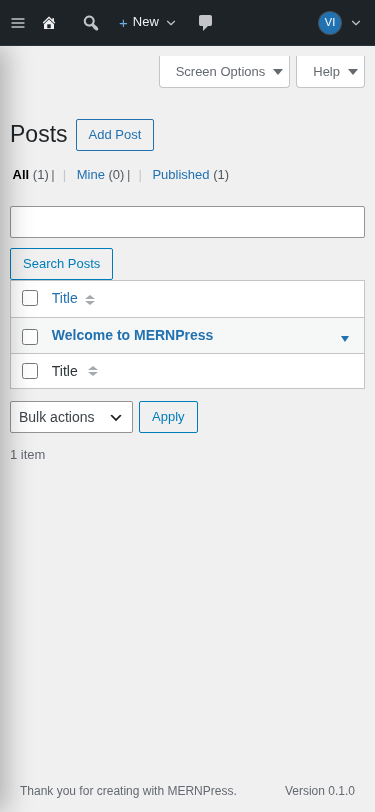 + New
VI
Screen Options
Help
Posts
Add Post
All (1) | | Mine (0) | | Published (1)
Search Posts
Title
Welcome to MERNPress
Title
Bulk actions
Apply
1 item
Thank you for creating with MERNPress.
Version 0.1.0